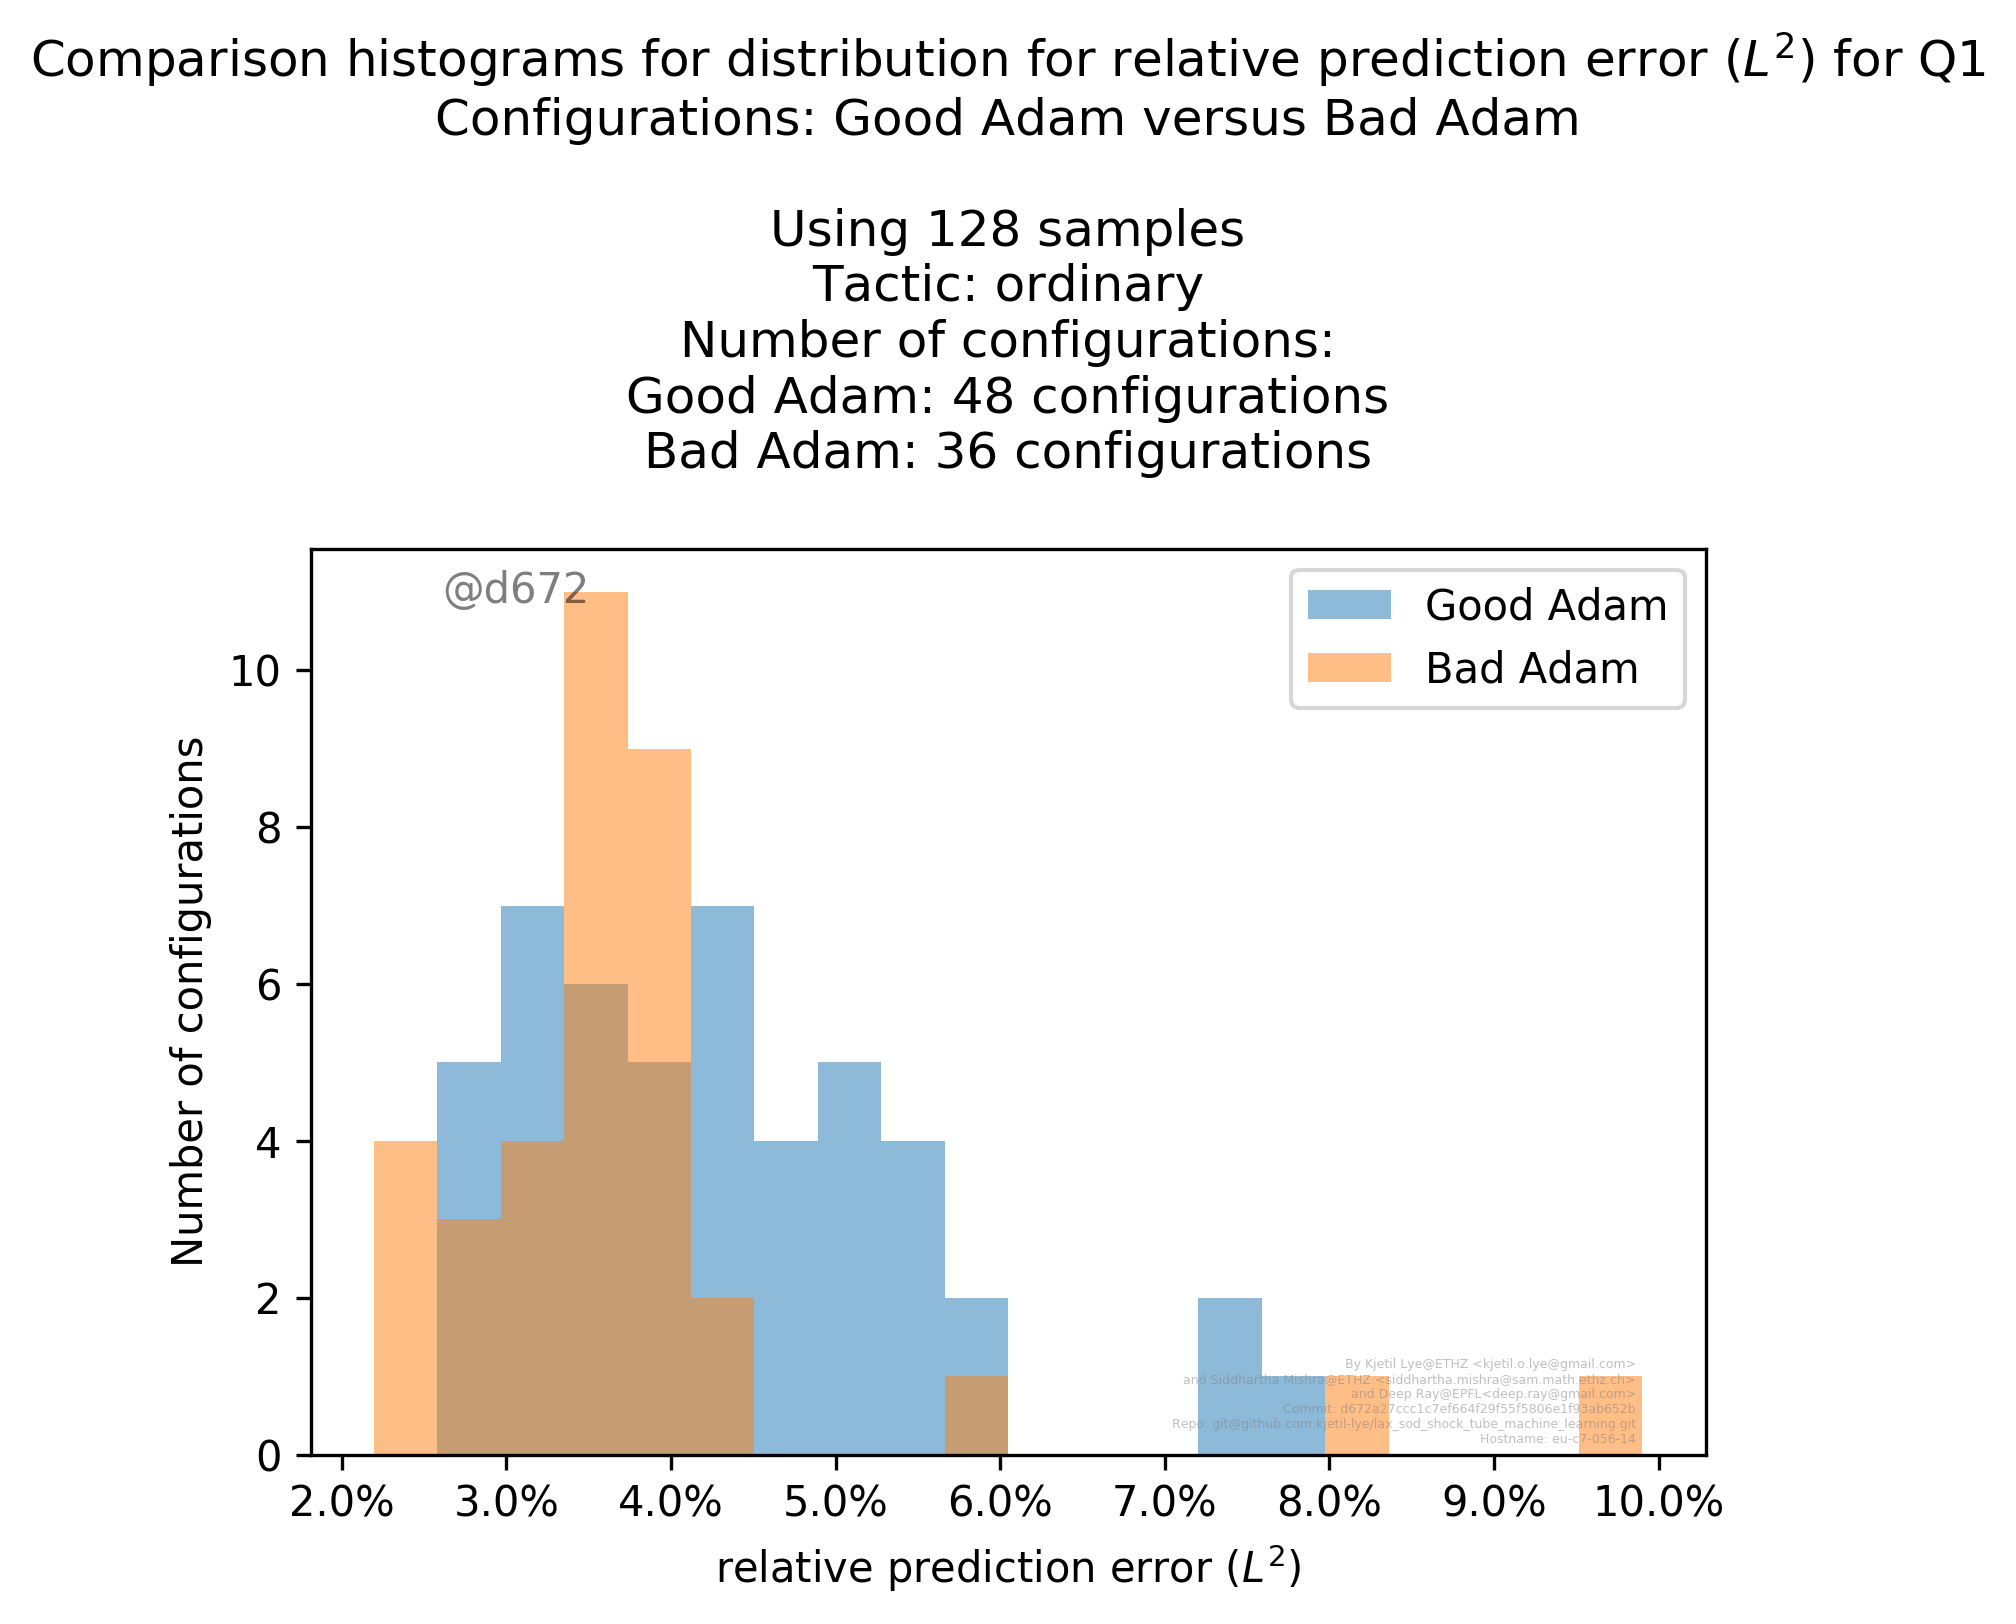 Comparison histograms for distribution for relative prediction error (L²) for Q1
Configurations: Good Adam versus Bad Adam
Using 128 samples
Tactic: ordinary
Number of configurations:
Good Adam: 48 configurations
Bad Adam: 36 configurations
@d672
Good Adam
Bad Adam
Number of configurations
10
8
6
4
2
0
By Kjetil Lye@ETHZ <kjetil.o.lye@gmail.com>
and Siddhartha Mishra@ETHZ <siddhartha.mishra@sam.math.ethz.ch>
and Deep Ray@EPFL<deep.ray@gmail.com>
Commit: d672a27ccc1c7ef664f29f55f5806e1f93ab652b
Repo: git@github.com:kjetil-lye/lax_sod_shock_tube_machine_learning.git
Hostname: eu-c7-056-14
2.0% 3.0% 4.0% 5.0% 6.0% 7.0% 8.0% 9.0% 10.0%
relative prediction error (L²)